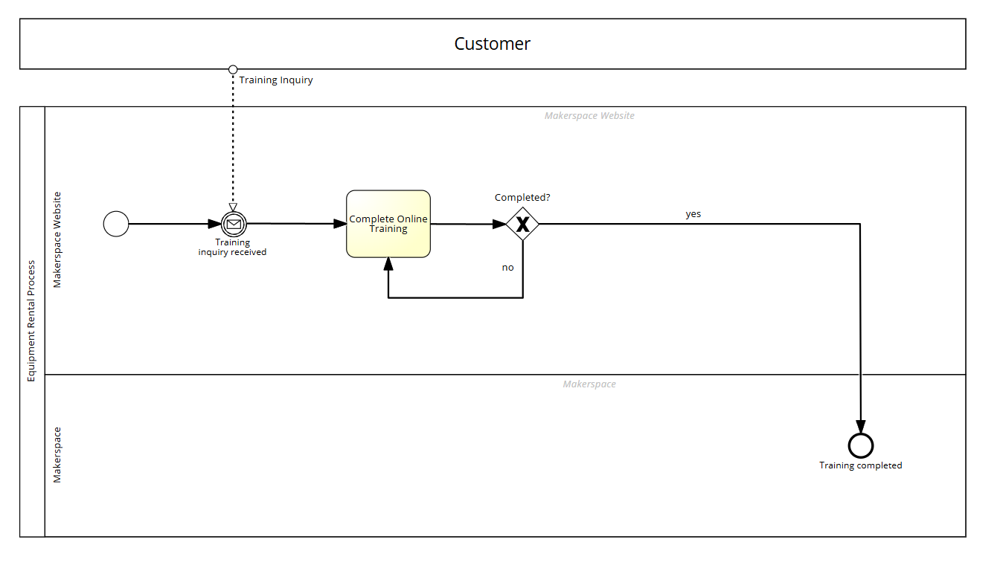 Customer
Training Inquiry
Makerspace Website
Equipment Rental Process
Makerspace Website
Training
inquiry received
Complete Online
Training
Completed?
yes
no
Makerspace
Makerspace
Training completed